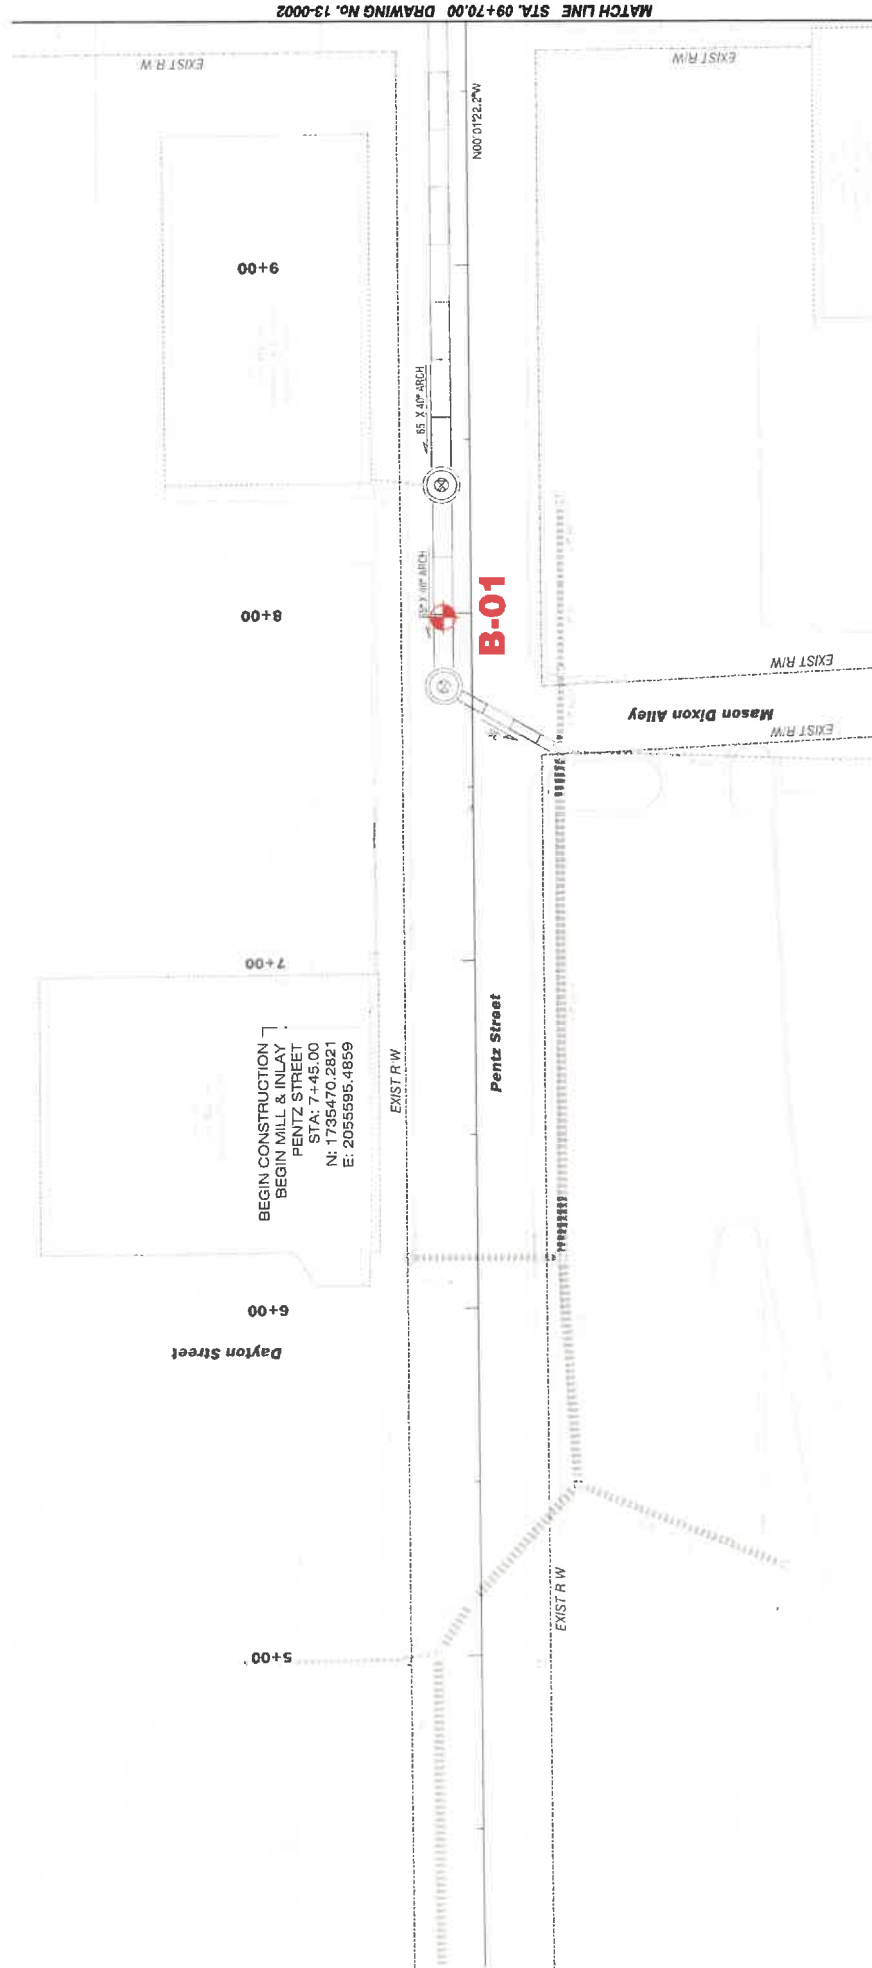 MATCH LINE STA. 09+70.00 DRAWING No. 13-0002
EXIST R/W
EXIST R/W
N00°01'22.2"W
9+00
65 X 40" ARCH
8+00
X 40" ARCH
B-01
EXIST R/W
Mason Dixon Alley
EXIST R/W
7+00
BEGIN CONSTRUCTION
BEGIN MILL & INLAY
PENTZ STREET
STA: 7+45.00
N: 1735470.2821
E: 2055595.4859
EXIST R W
Pentz Street
6+00
Dayton Street
EXIST R W
5+00